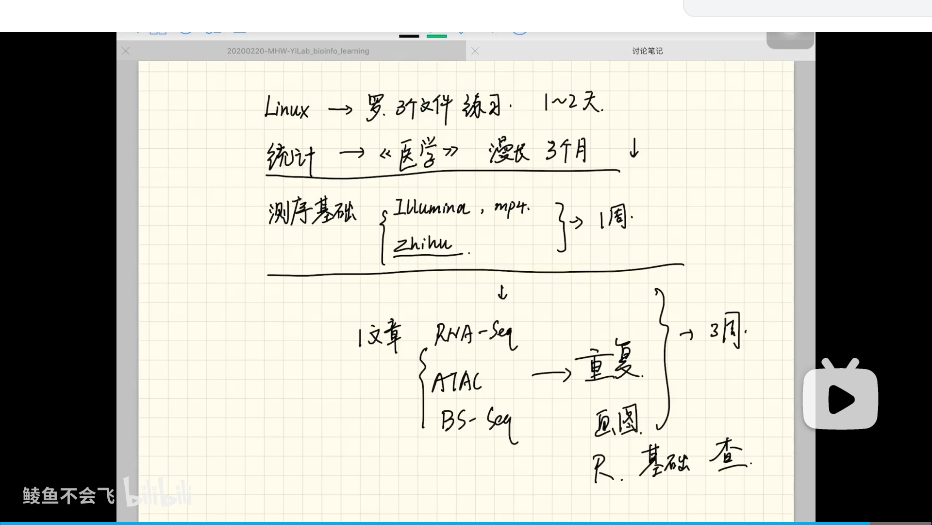 20200220-MHW-YiLab_bioinfo_learning
讨论笔记
Linux → 罗. 3个文件 练习. 1~2天.
统计 → 《医学》 漫长 3个月 ↓
测序基础 { Illumina, mp4. } → 1周.
zhihu.
↓
1文章 { RNA-Seq } → 3周.
ATAC → 重复
BS-Seq 画图.
R. 基础 查.
鲮鱼不会飞 bilibili